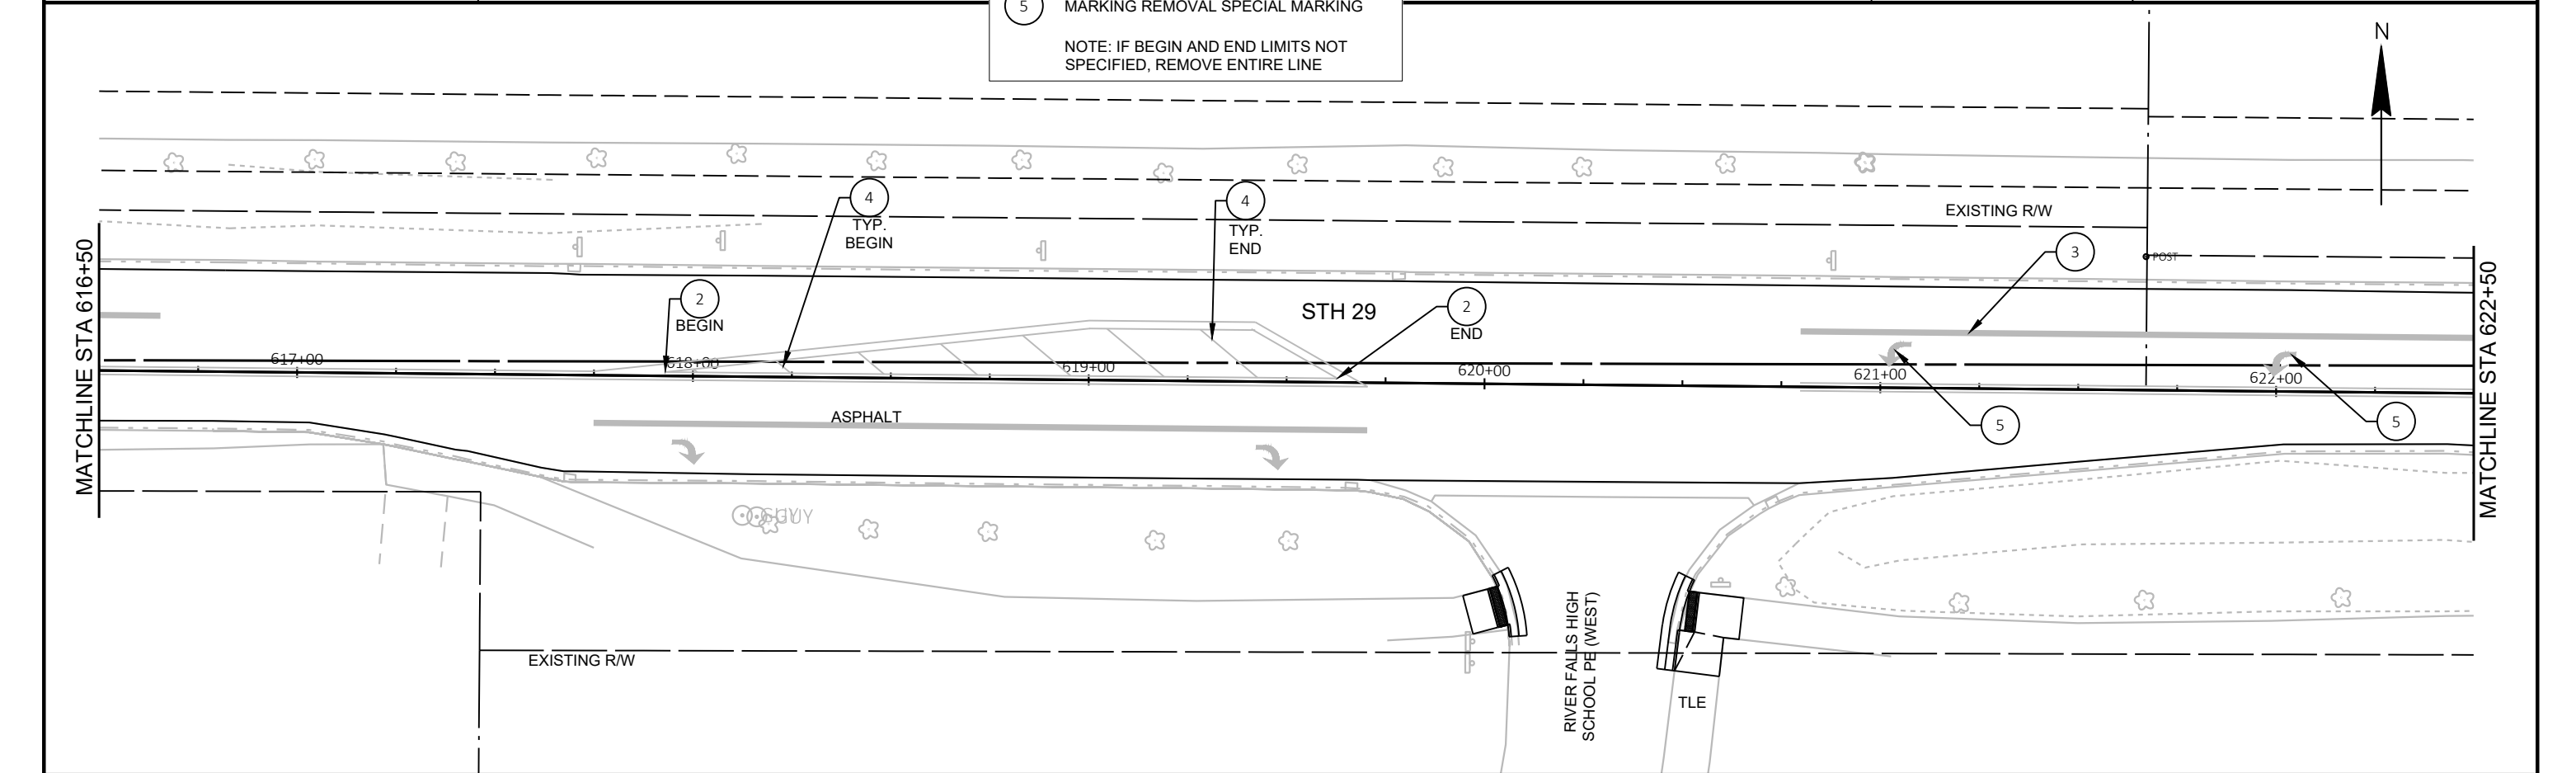 5 MARKING REMOVAL SPECIAL MARKING
NOTE: IF BEGIN AND END LIMITS NOT
SPECIFIED, REMOVE ENTIRE LINE
N
4
TYP.
BEGIN
4
TYP.
END
EXISTING R/W
3
POST
MATCHLINE STA 616+50
MATCHLINE STA 622+50
2
BEGIN
STH 29
2
END
617+00
618+00
619+00
620+00
621+00
622+00
ASPHALT
5
5
GUY
GUY
EXISTING R/W
RIVER FALLS HIGH
SCHOOL PE (WEST)
TLE